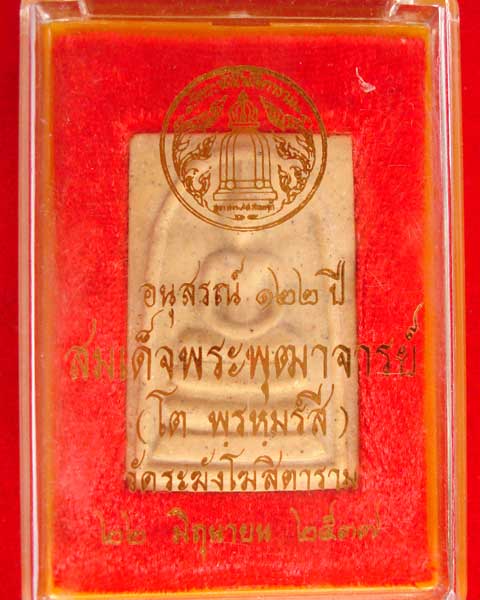 อนุสรณ์ ๑๒๒ ปี
สมเด็จพระพุฒาจารย์
(โต พฺรหฺมรํสี)
วัดระฆังโฆสิตาราม
๒๒ มิถุนายน ๒๕๓๗